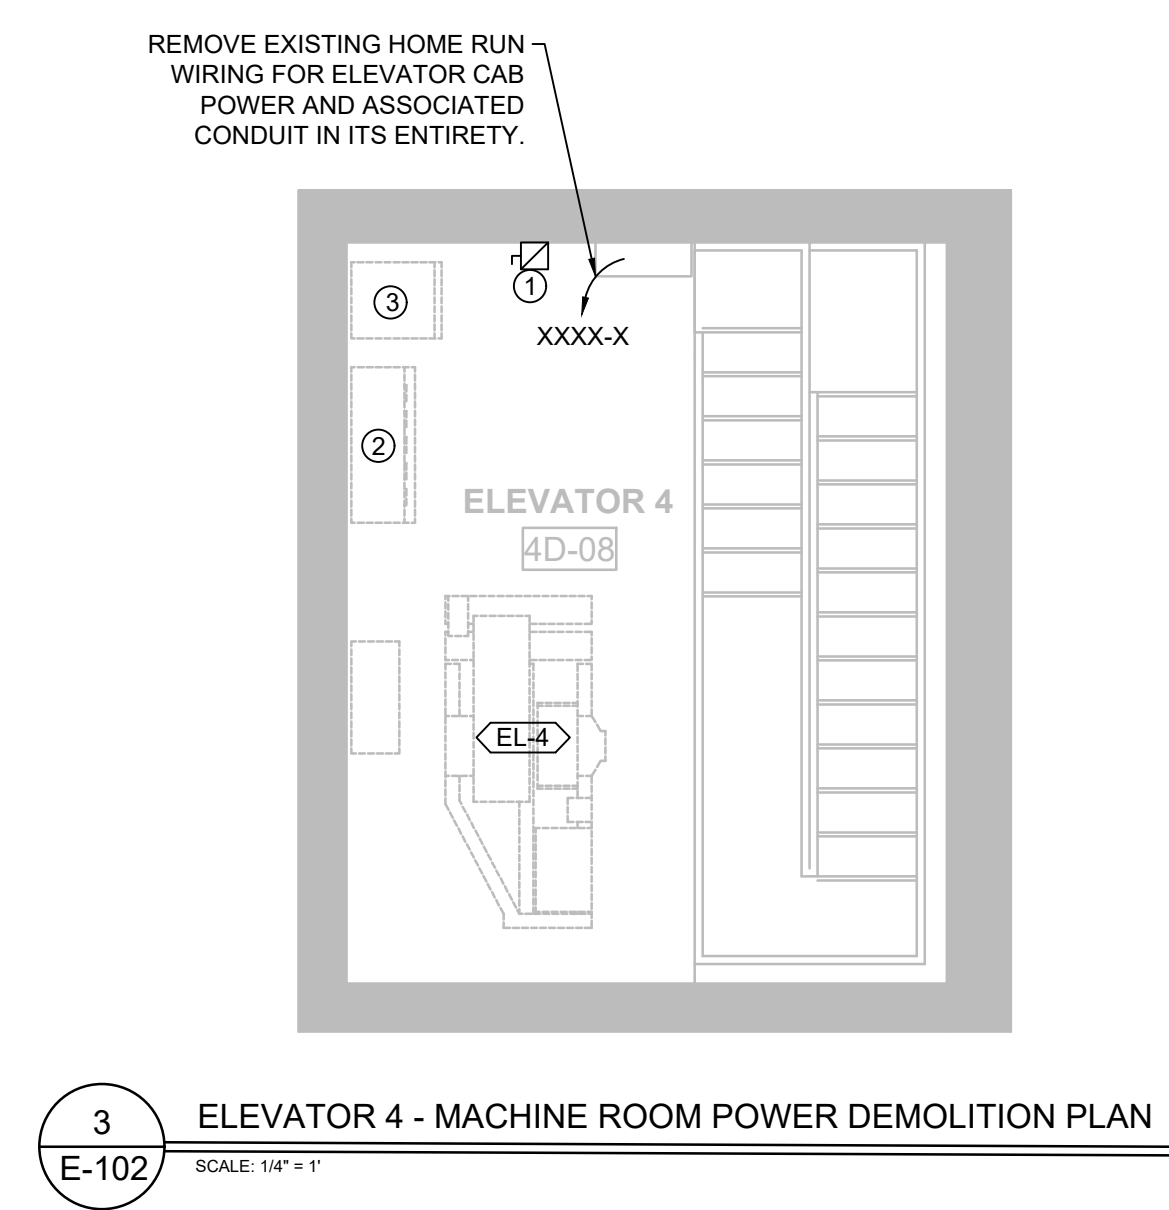 REMOVE EXISTING HOME RUN
WIRING FOR ELEVATOR CAB
POWER AND ASSOCIATED
CONDUIT IN ITS ENTIRETY.
1
3
XXXX-X
2
ELEVATOR 4
4D-08
EL-4
3
E-102
ELEVATOR 4 - MACHINE ROOM POWER DEMOLITION PLAN
SCALE: 1/4" = 1'